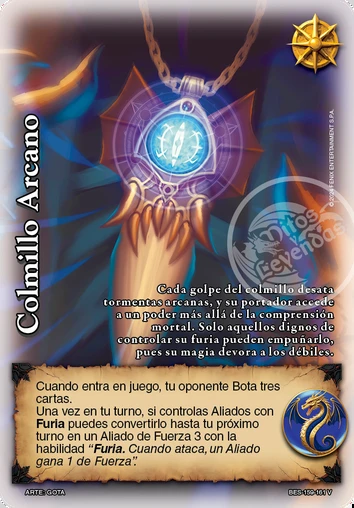 Colmillo Arcano
© 2024 FENIX ENTERTAINMENT S.P.A.
Mitos
y
Leyendas
Cada golpe del colmillo desata
tormentas arcanas, y su portador accede
a un poder más allá de la comprensión
mortal. Solo aquellos dignos de
controlar su furia pueden empuñarlo,
pues su magia devora a los débiles.
Cuando entra en juego, tu oponente Bota tres
cartas.
Una vez en tu turno, si controlas Aliados con
Furia puedes convertirlo hasta tu próximo
turno en un Aliado de Fuerza 3 con la
habilidad “Furia. Cuando ataca, un Aliado
gana 1 de Fuerza”.
ARTE: GOTA
BES-159-161 V